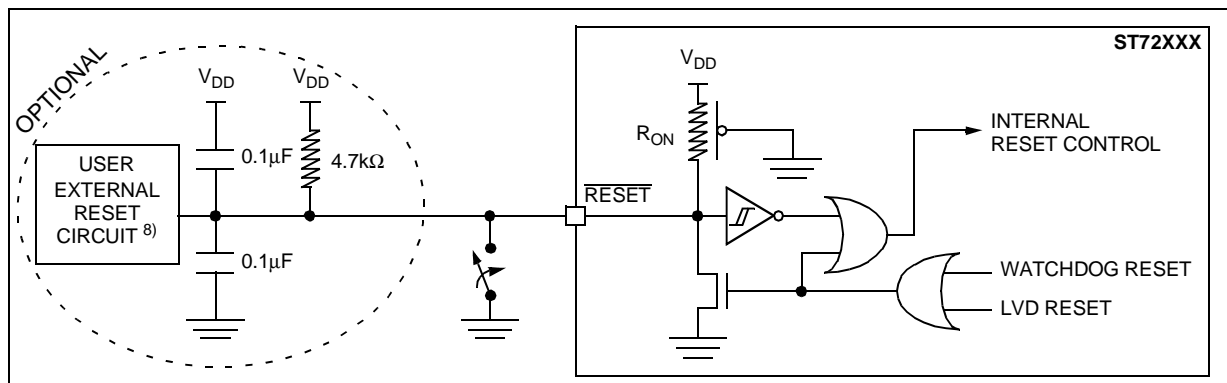 OPTIONAL
USER
EXTERNAL
RESET
CIRCUIT 8)
VDD
0.1μF
0.1μF
VDD
4.7kΩ
RESET
ST72XXX
VDD
RON
INTERNAL
RESET CONTROL
WATCHDOG RESET
LVD RESET